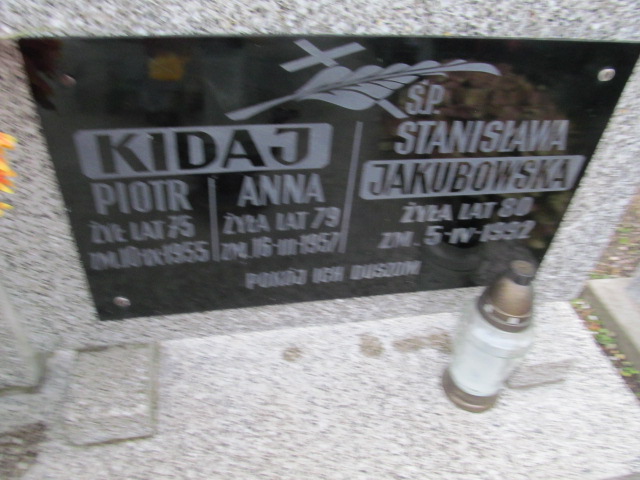 KIDAJ
PIOTR
ŻYŁ LAT 75
ZM. 10-IX-1955
ANNA
ŻYŁA LAT 79
ZM. 16-III-1957
Ś.P.
STANISŁAWA
JAKUBOWSKA
ŻYŁA LAT 80
ZM. 5-IV-1992
POKÓJ ICH DUSZOM